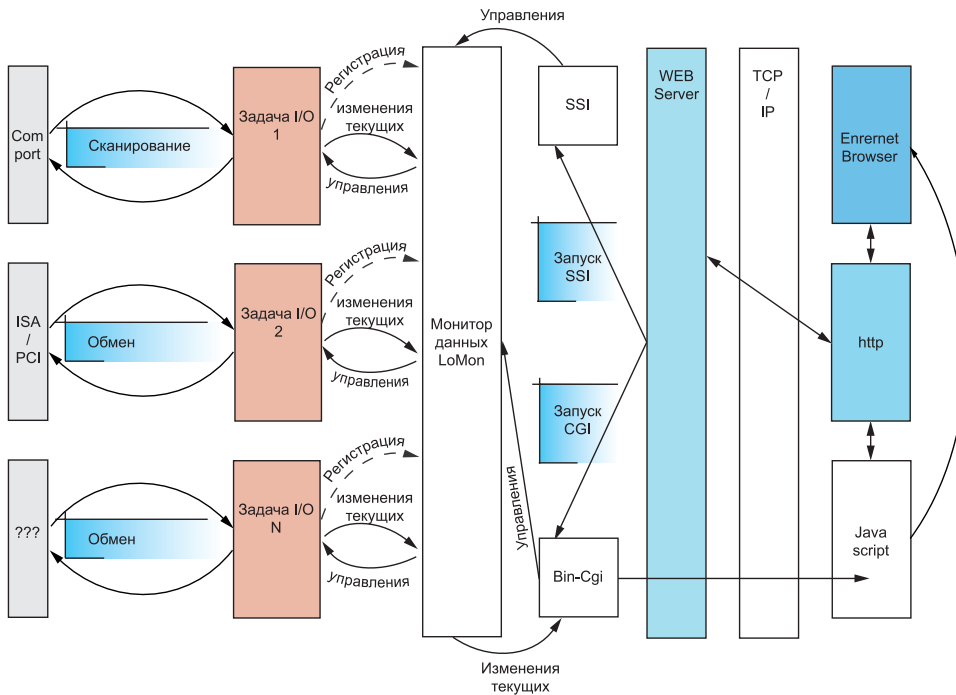 Управления
Com
port
Сканирование
Задача I/O
1
Регистрация
изменения
текущих
управления
SSI
WEB
Server
TCP
/
IP
Enrernet
Browser
ISA
/
PCI
Обмен
Задача I/O
2
Регистрация
изменения
текущих
управления
Монитор
данных
LoMon
Запуск
SSI
http
Запуск
CGI
???
Обмен
Задача I/O
N
Регистрация
изменения
текущих
управления
Управления
Bin-Cgi
Java
script
Изменения
текущих